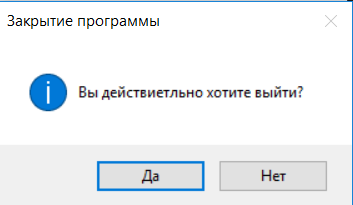 Закрытие программы
Вы действиетльно хотите выйти?
Да
Нет